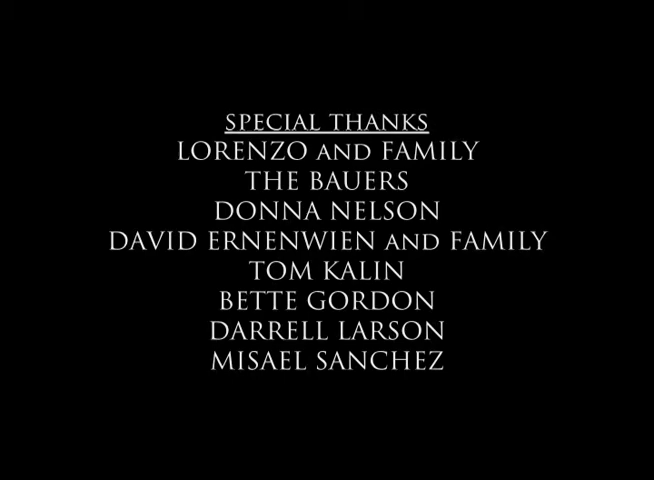 SPECIAL THANKS
LORENZO AND FAMILY
THE BAUERS
DONNA NELSON
DAVID ERNENWIEN AND FAMILY
TOM KALIN
BETTE GORDON
DARRELL LARSON
MISAEL SANCHEZ